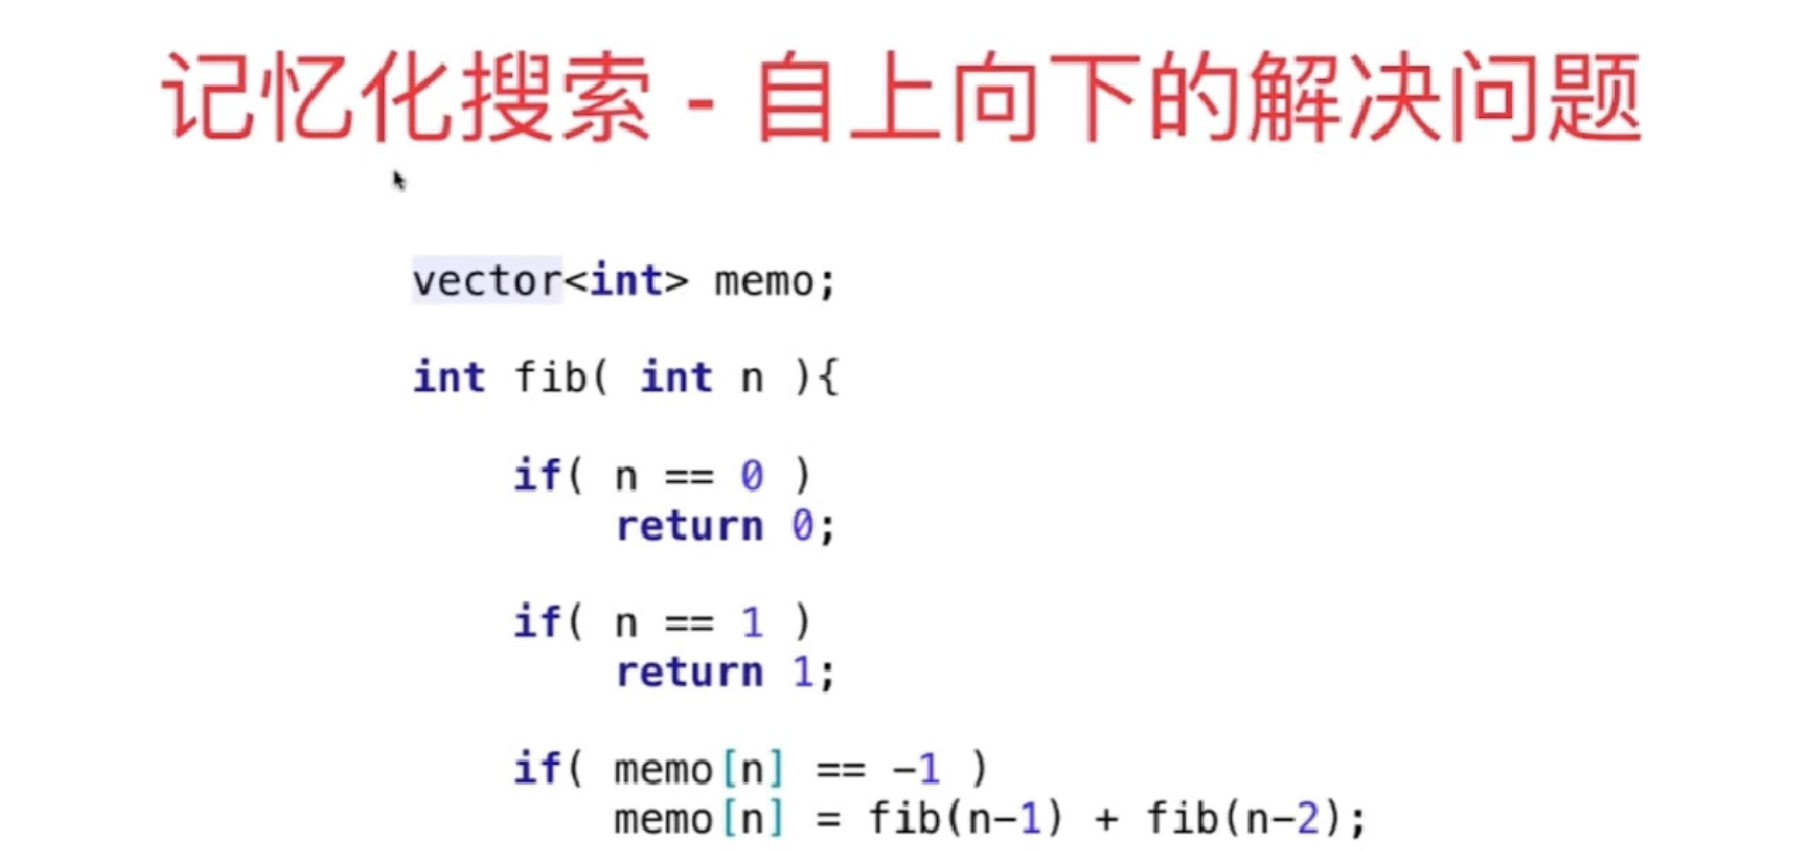 记忆化搜索 - 自上向下的解决问题
vector<int> memo;
int fib( int n ){
if( n == 0 )
return 0;
if( n == 1 )
return 1;
if( memo[n] == -1 )
memo[n] = fib(n-1) + fib(n-2);